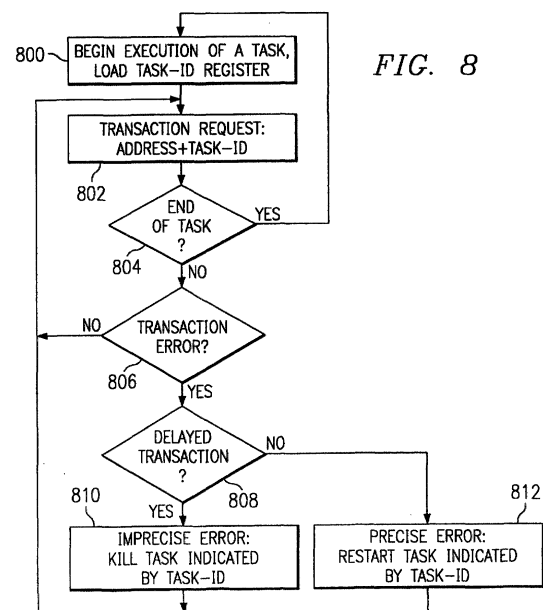 800
BEGIN EXECUTION OF A TASK,
LOAD TASK-ID REGISTER
FIG. 8
TRANSACTION REQUEST:
ADDRESS+TASK-ID
802
END
OF TASK
?
YES
804
NO
NO
TRANSACTION
ERROR?
806
YES
DELAYED
TRANSACTION
?
NO
808
810
YES
812
IMPRECISE ERROR:
KILL TASK INDICATED
BY TASK-ID
PRECISE ERROR:
RESTART TASK INDICATED
BY TASK-ID